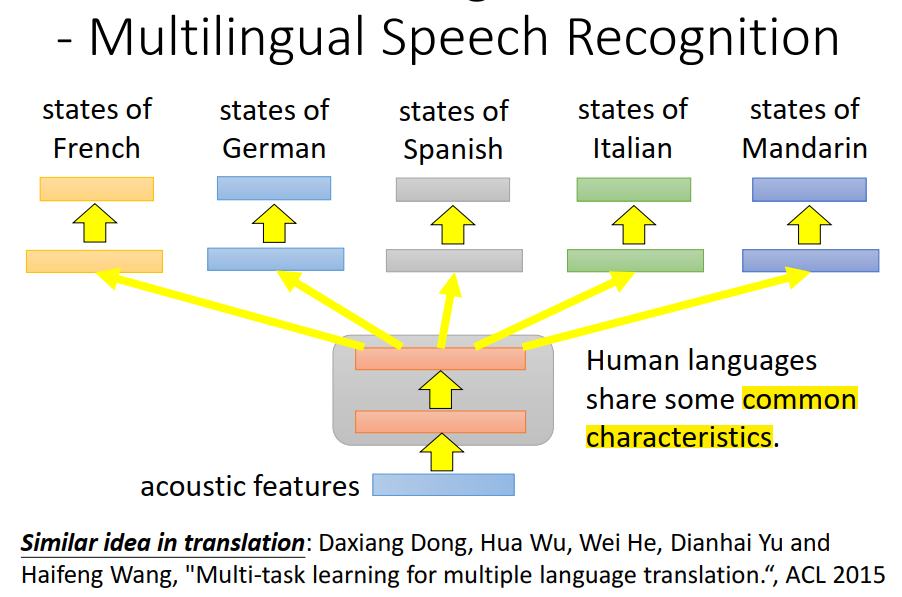 - Multilingual Speech Recognition
states of
French
states of
German
states of
Spanish
states of
Italian
states of
Mandarin
Human languages
share some common
characteristics.
acoustic features
Similar idea in translation: Daxiang Dong, Hua Wu, Wei He, Dianhai Yu and
Haifeng Wang, "Multi-task learning for multiple language translation.“, ACL 2015